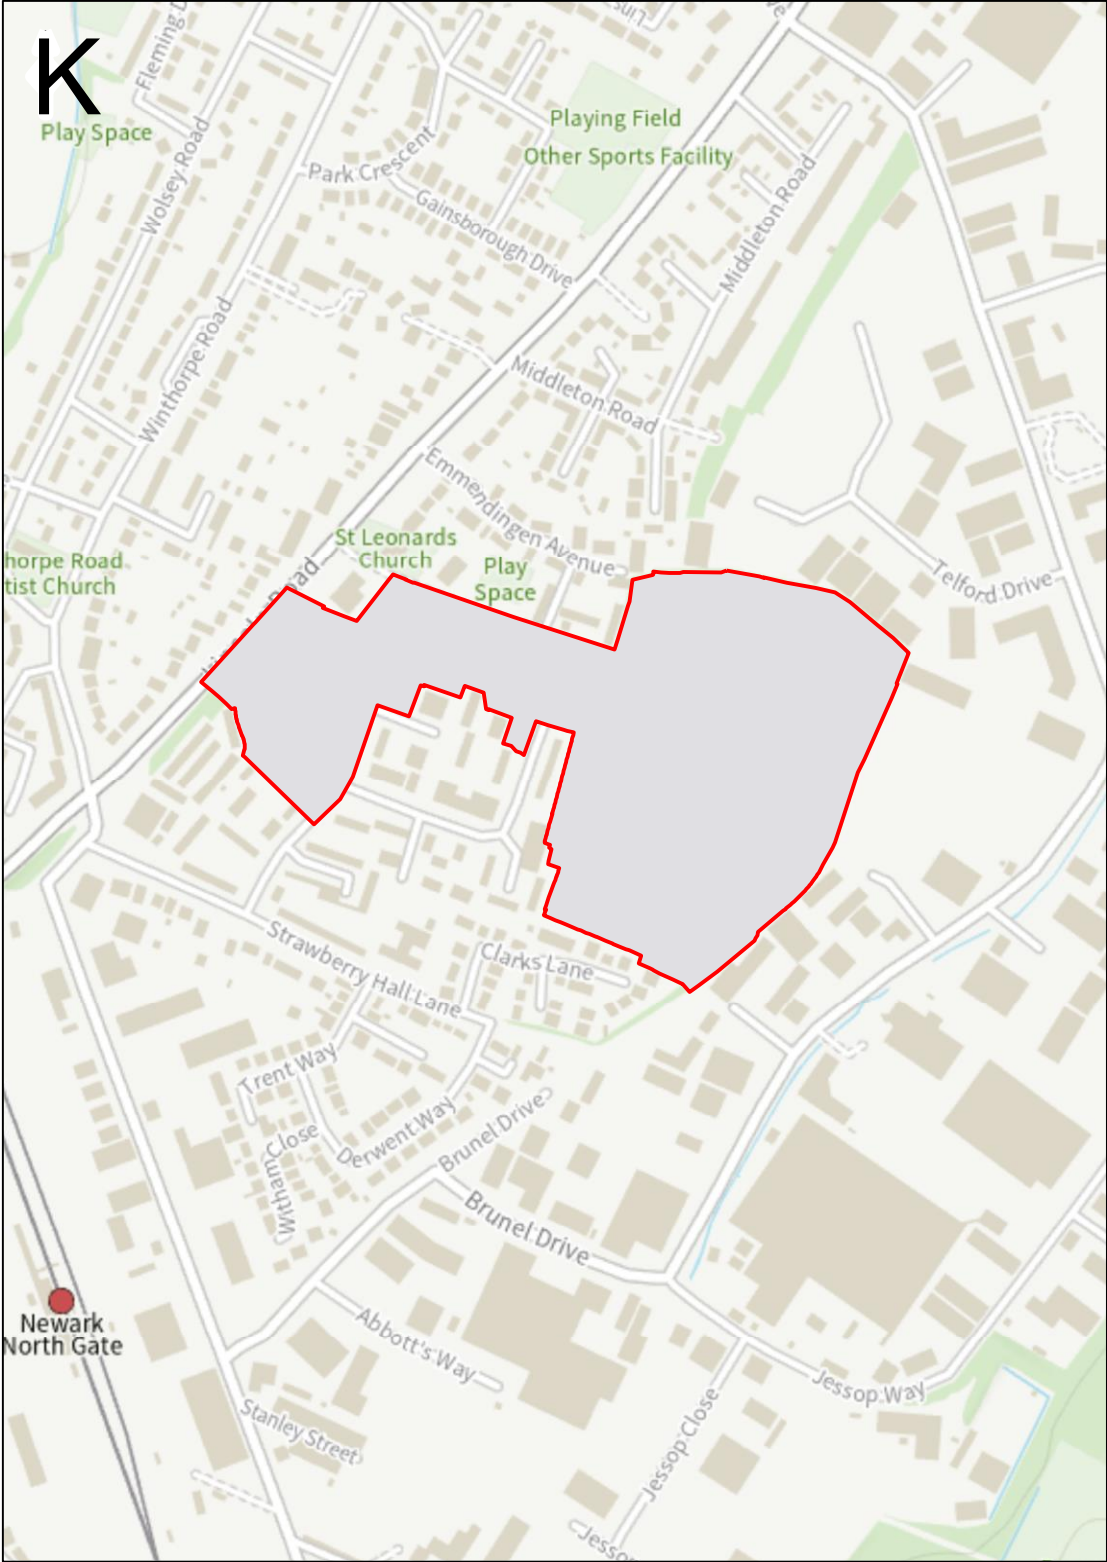 K
Play Space
Wolsey Road
Park Crescent
Gainsborough Drive
Playing Field
Other Sports Facility
Middleton Road
Winthorpe Road
Middleton Road
Emmendingen Avenue
St Leonards
Church
Play
Space
Telford Drive
horpe Road
tist Church
Strawberry Hall Lane
Clarks Lane
Trent Way
Witham Close
Derwent Way
Brunel Drive
Brunel Drive
Newark
North Gate
Abbott's Way
Stanley Street
Jessop Way
Jessop Close
Jesso